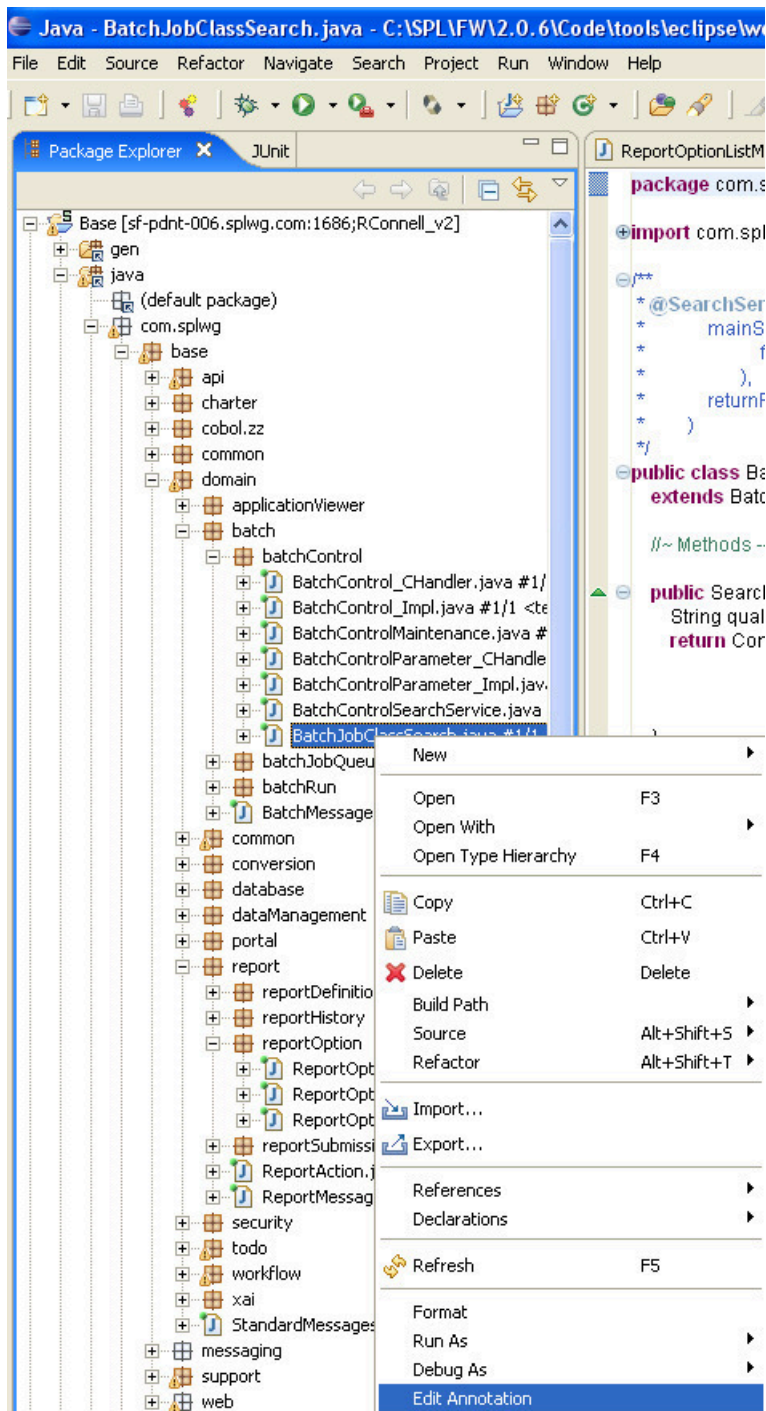 Java - BatchJobClassSearch.java - C:\SPL\FW\2.0.6\Code\tools\eclipse\w
File Edit Source Refactor Navigate Search Project Run Window Help
Package Explorer JUnit
ReportOptionListM
Base [sf-pdnt-006.splwg.com:1686;RConnell_v2]
gen
java
(default package)
com.splwg
base
api
charter
cobol.zz
common
domain
applicationViewer
batch
batchControl
BatchControl_CHandler.java #1/
BatchControl_Impl.java #1/1 <te
BatchControlMaintenance.java #
BatchControlParameter_CHandle
BatchControlParameter_Impl.jav
BatchControlSearchService.java
BatchJobClassSearch.java #1/1
batchJobQueu
batchRun
BatchMessage
common
conversion
database
dataManagement
portal
report
reportDefinitio
reportHistory
reportOption
ReportOpt
ReportOpt
ReportOpt
reportSubmissi
ReportAction.j
ReportMessag
security
todo
workflow
xai
StandardMessages
messaging
support
web
package com.s
import com.spl
/**
* @SearchSer
* mainS
* f
* ),
* returnF
* )
*/
public class Ba
extends Batc
//~ Methods --
public Search
String qual
return Con
New
Open F3
Open With
Open Type Hierarchy F4
Copy Ctrl+C
Paste Ctrl+V
Delete Delete
Build Path
Source Alt+Shift+S
Refactor Alt+Shift+T
Import...
Export...
References
Declarations
Refresh F5
Format
Run As
Debug As
Edit Annotation